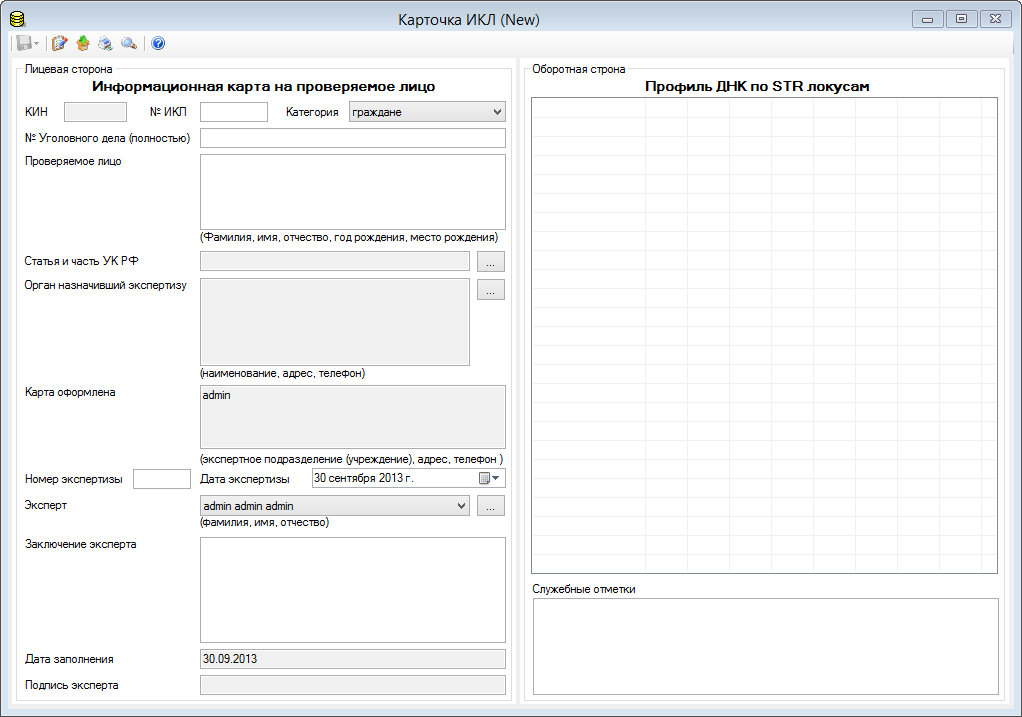 Карточка ИКЛ (New)
Лицевая сторона
Информационная карта на проверяемое лицо
КИН № ИКЛ Категория граждане
№ Уголовного дела (полностью)
Проверяемое лицо
(Фамилия, имя, отчество, год рождения, место рождения)
Статья и часть УК РФ ...
Орган назначивший экспертизу ...
(наименование, адрес, телефон)
Карта оформлена admin
(экспертное подразделение (учреждение), адрес, телефон )
Номер экспертизы Дата экспертизы 30 сентября 2013 г.
Эксперт admin admin admin ...
(фамилия, имя, отчество)
Заключение эксперта
Дата заполнения 30.09.2013
Подпись эксперта
Оборотная строна
Профиль ДНК по STR локусам
Служебные отметки